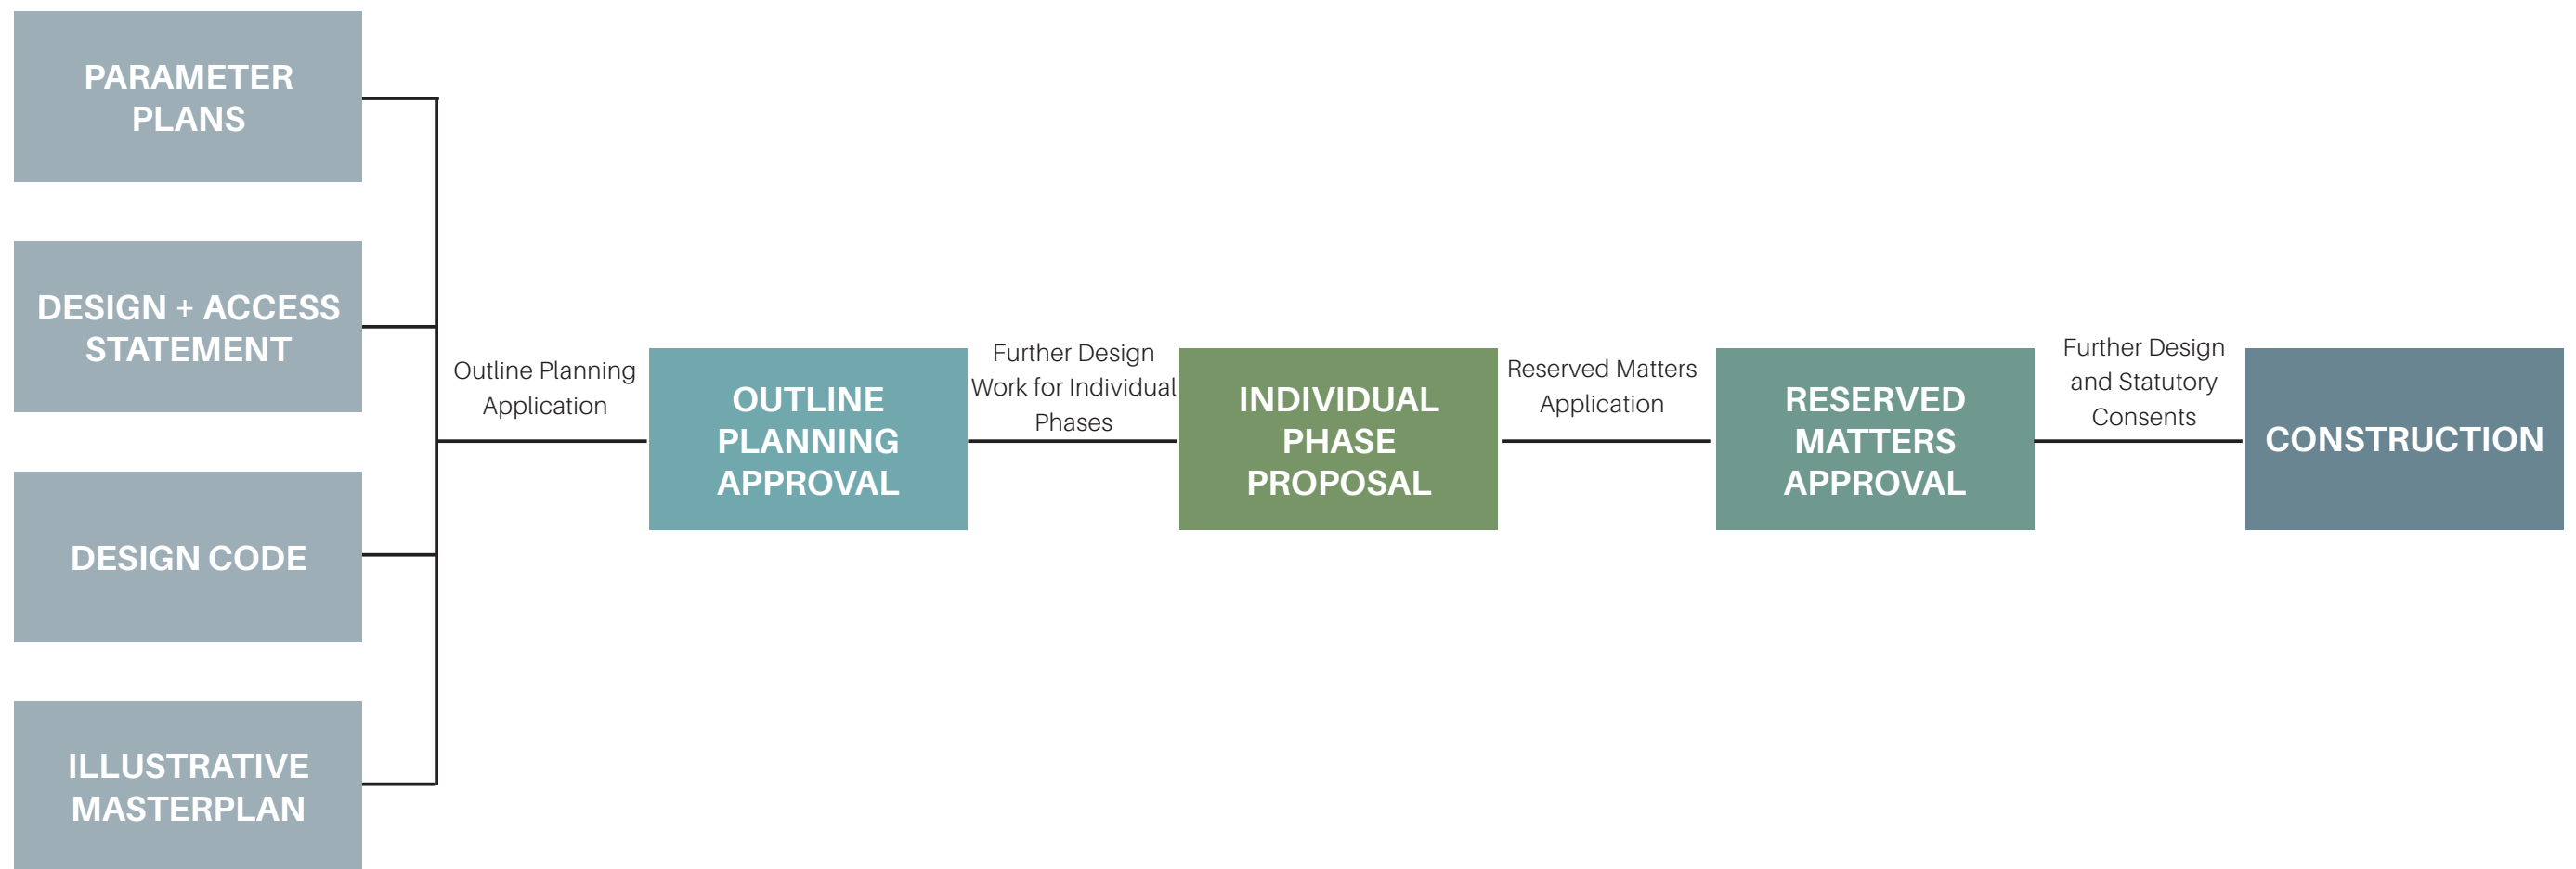 PARAMETER
PLANS
DESIGN + ACCESS
STATEMENT
DESIGN CODE
ILLUSTRATIVE
MASTERPLAN
Outline Planning
Application
OUTLINE
PLANNING
APPROVAL
Further Design
Work for Individual
Phases
INDIVIDUAL
PHASE
PROPOSAL
Reserved Matters
Application
RESERVED
MATTERS
APPROVAL
Further Design
and Statutory
Consents
CONSTRUCTION